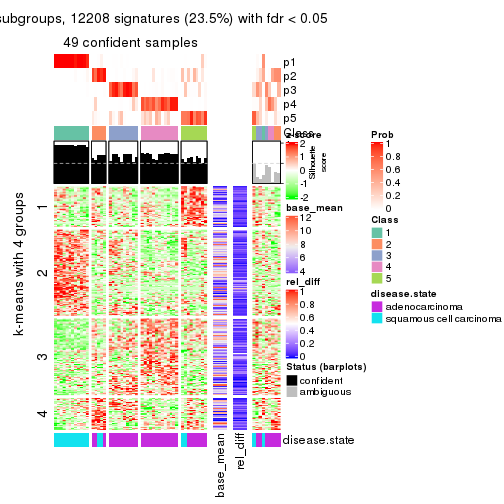 subgroups, 12208 signatures (23.5%) with fdr < 0.05
49 confident samples
p1
p2
p3
p4
p5
Class
1
2
3
4
k-means with 4 groups
base_mean
rel_diff
disease.state
z-score
2
1
0
-1
-2
Silhouette
score
base_mean
12
10
8
6
4
rel_diff
1
0.8
0.6
0.4
0.2
0
Status (barplots)
confident
ambiguous
Prob
1
0.8
0.6
0.4
0.2
0
Class
1
2
3
4
5
disease.state
adenocarcinoma
squamous cell carcinoma